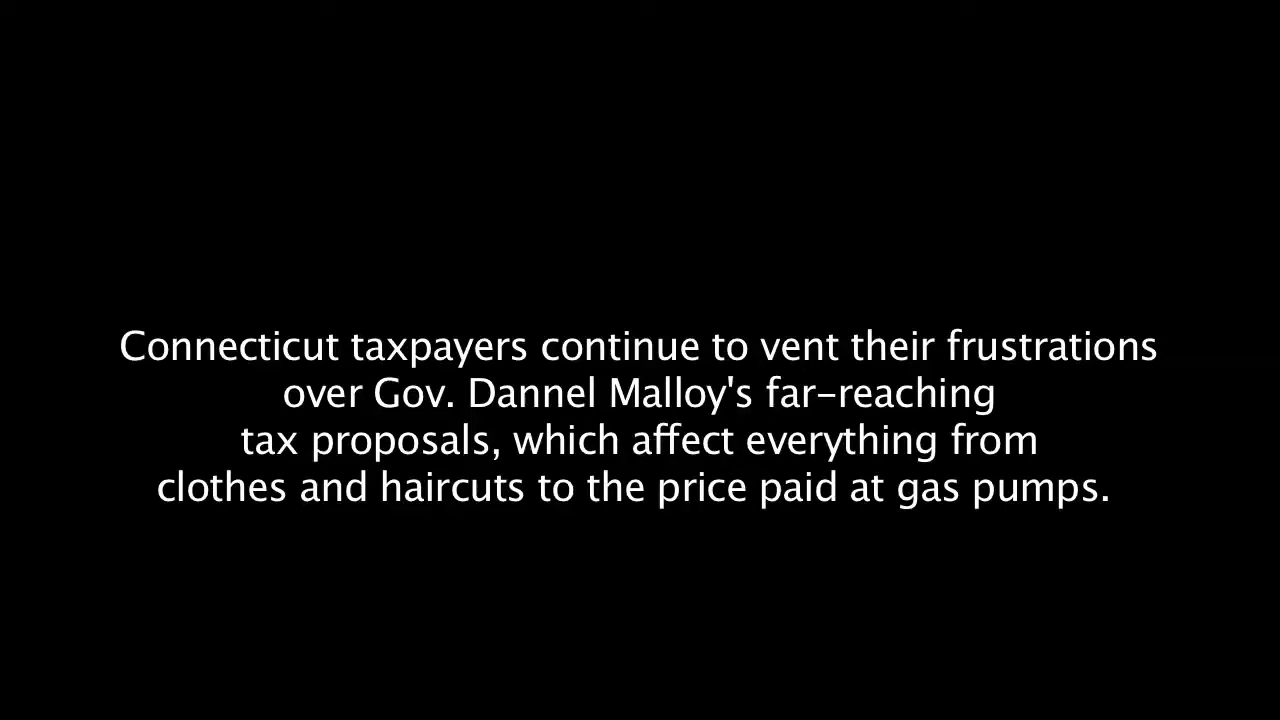 Connecticut taxpayers continue to vent their frustrations
over Gov. Dannel Malloy's far-reaching
tax proposals, which affect everything from
clothes and haircuts to the price paid at gas pumps.